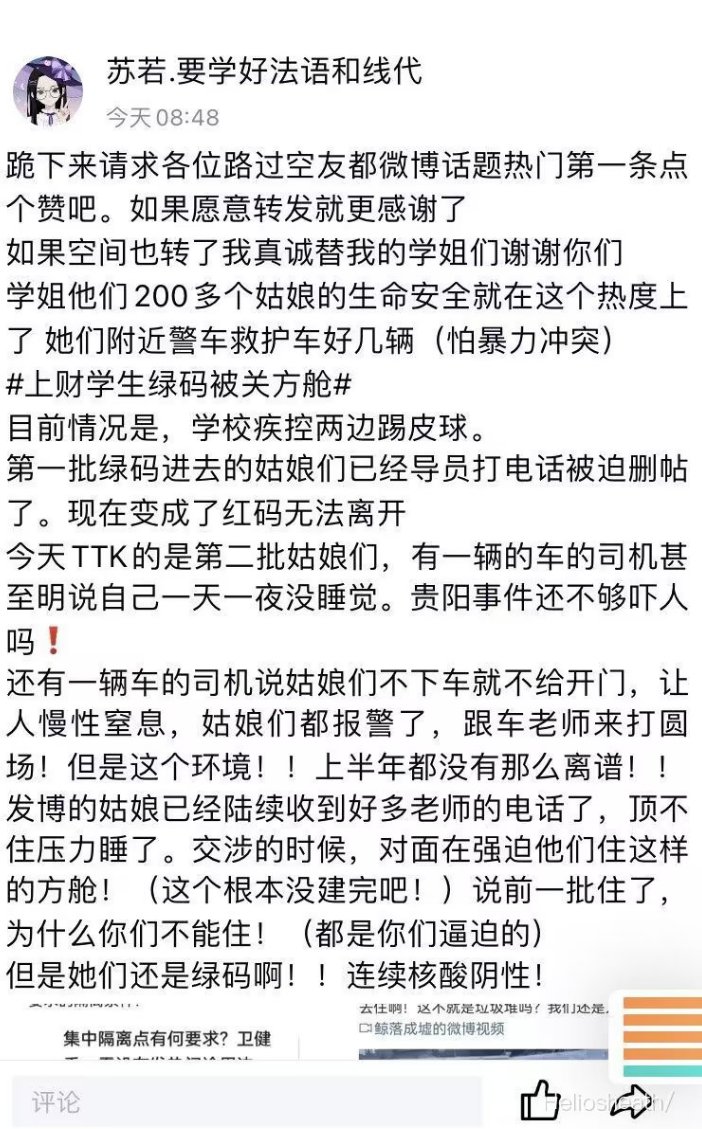 苏若.要学好法语和线代
今天08:48
跪下来请求各位路过空友都微博话题热门第一条点
个赞吧。如果愿意转发就更感谢了
如果空间也转了我真诚替我的学姐们谢谢你们
学姐他们200多个姑娘的生命安全就在这个热度上
了 她们附近警车救护车好几辆（怕暴力冲突）
#上财学生绿码被关方舱#
目前情况是，学校疾控两边踢皮球。
第一批绿码进去的姑娘们已经导员打电话被迫删帖
了。现在变成了红码无法离开
今天TTK的是第二批姑娘们，有一辆的车的司机甚
至明说自己一天一夜没睡觉。贵阳事件还不够吓人
吗❗
还有一辆车的司机说姑娘们不下车就不给开门，让
人慢性窒息，姑娘们都报警了，跟车老师来打圆
场！但是这个环境！！上半年都没有那么离谱！！
发博的姑娘已经陆续收到好多老师的电话了，顶不
住压力睡了。交涉的时候，对面在强迫他们住这样
的方舱！（这个根本没建完吧！）说前一批住了，
为什么你们不能住！（都是你们逼迫的）
但是她们还是绿码啊！！连续核酸阴性！
去住啊！这不就是垃圾堆吗？我们还是
鲸落成墟的微博视频
集中隔离点有何要求？卫健
评论
Heliosheath/